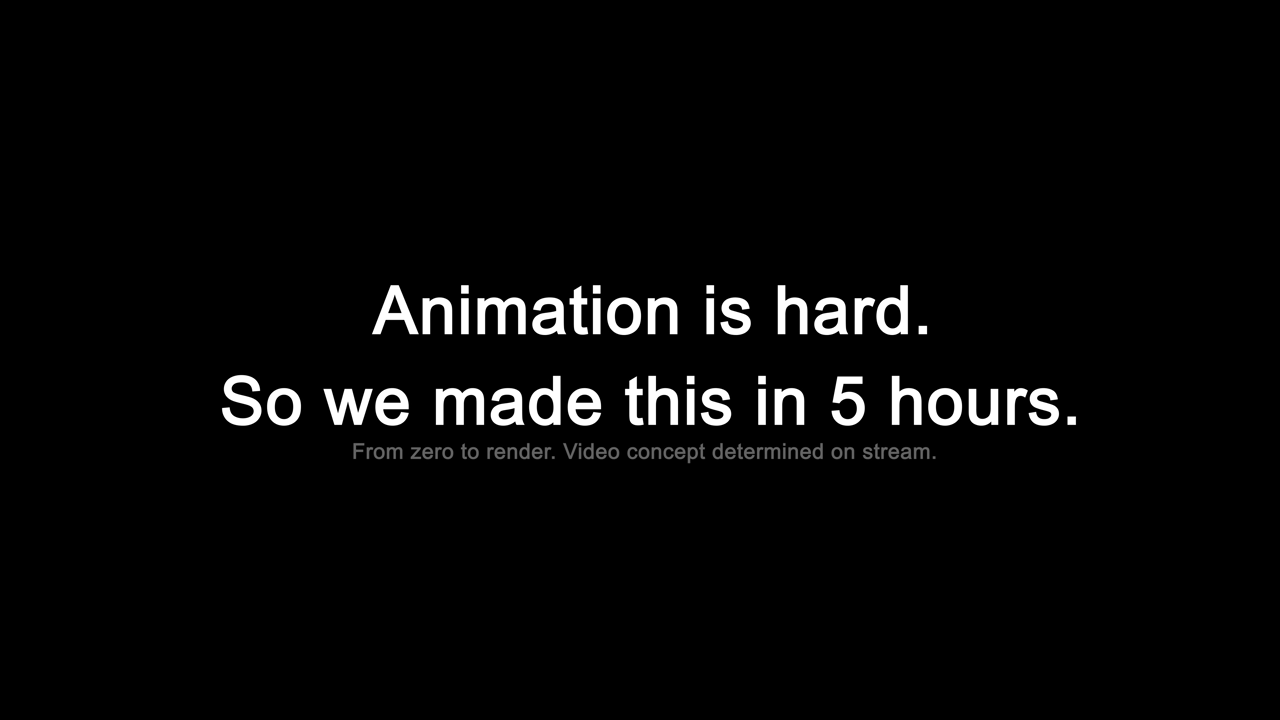 Animation is hard.
So we made this in 5 hours.
From zero to render. Video concept determined on stream.